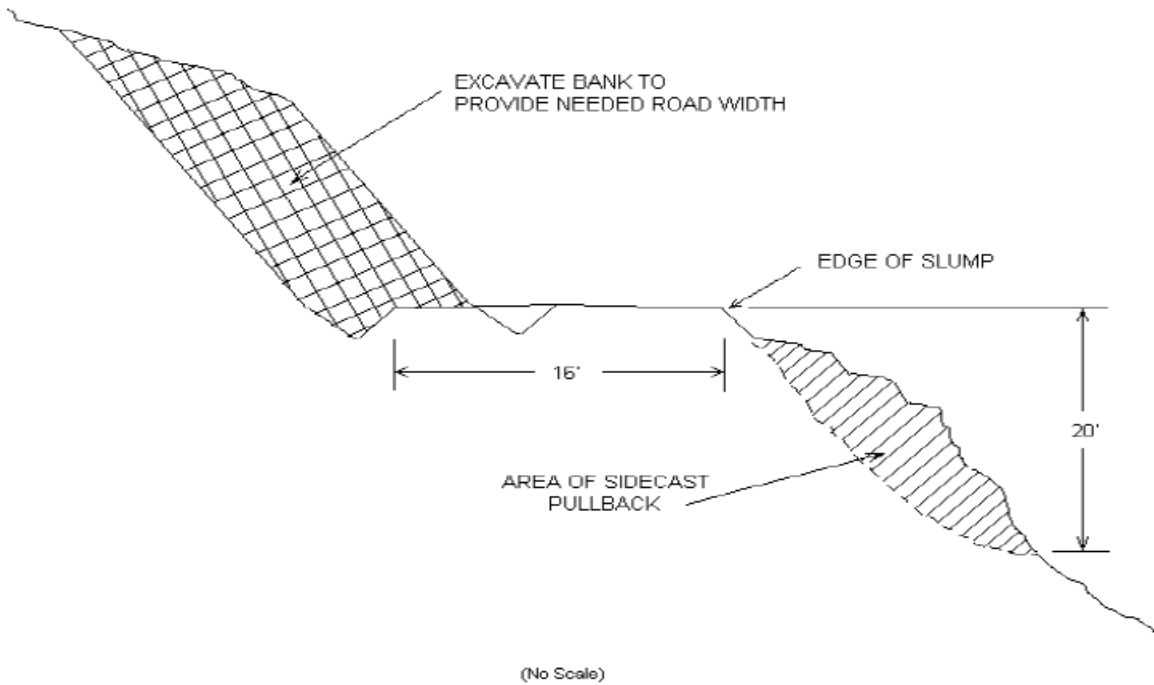 EXCAVATE BANK TO
PROVIDE NEEDED ROAD WIDTH
EDGE OF SLUMP
16'
20'
AREA OF SIDECAST
PULLBACK
(No Scale)